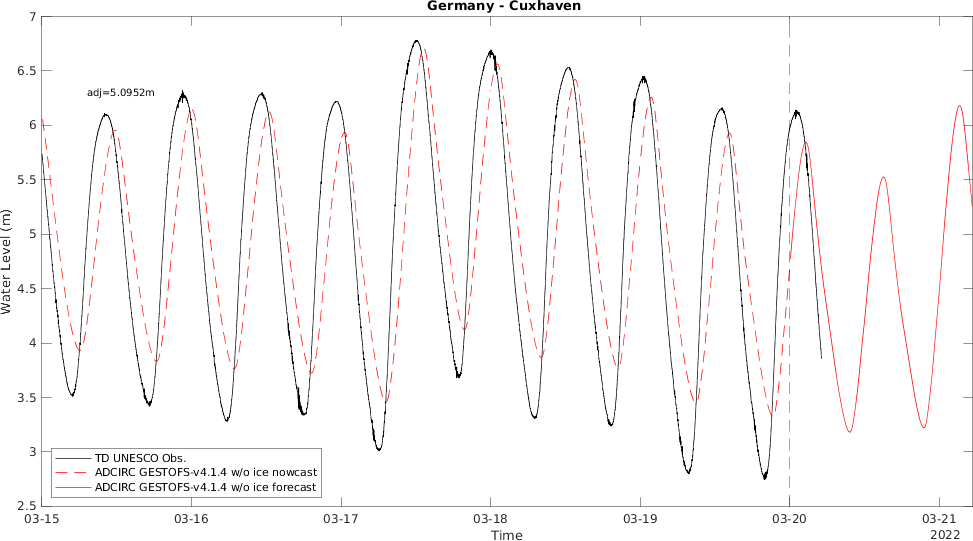 Germany - Cuxhaven
7
6.5
6
5.5
5
4.5
4
3.5
3
2.5
Water Level (m)
adj=5.0952m
TD UNESCO Obs.
ADCIRC GESTOFS-v4.1.4 w/o ice nowcast
ADCIRC GESTOFS-v4.1.4 w/o ice forecast
03-15 03-16 03-17 03-18 03-19 03-20 03-21
Time 2022